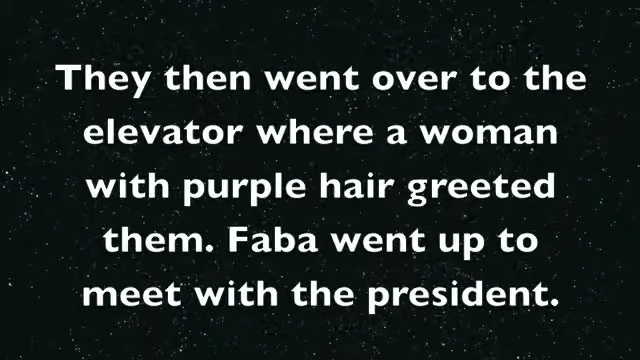 They then went over to the
elevator where a woman
with purple hair greeted
them. Faba went up to
meet with the president.